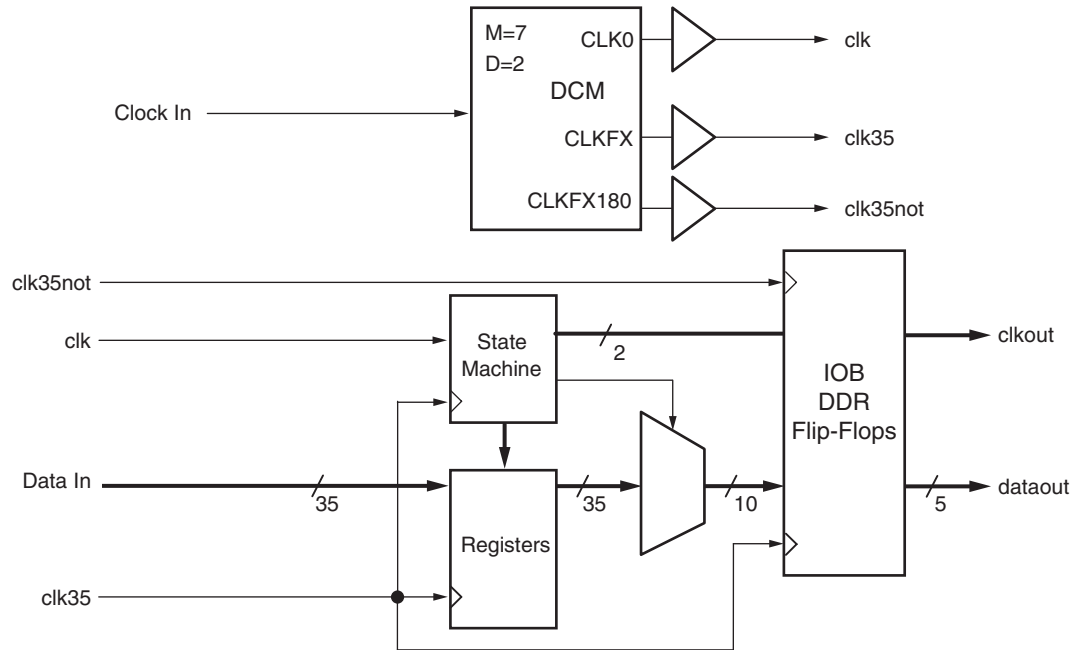 M=7
D=2
CLK0
clk
DCM
Clock In
CLKFX
clk35
CLKFX180
clk35not
clk35not
clk
State
Machine
2
clkout
IOB
DDR
Flip-Flops
Data In
35
35
10
5
dataout
Registers
clk35